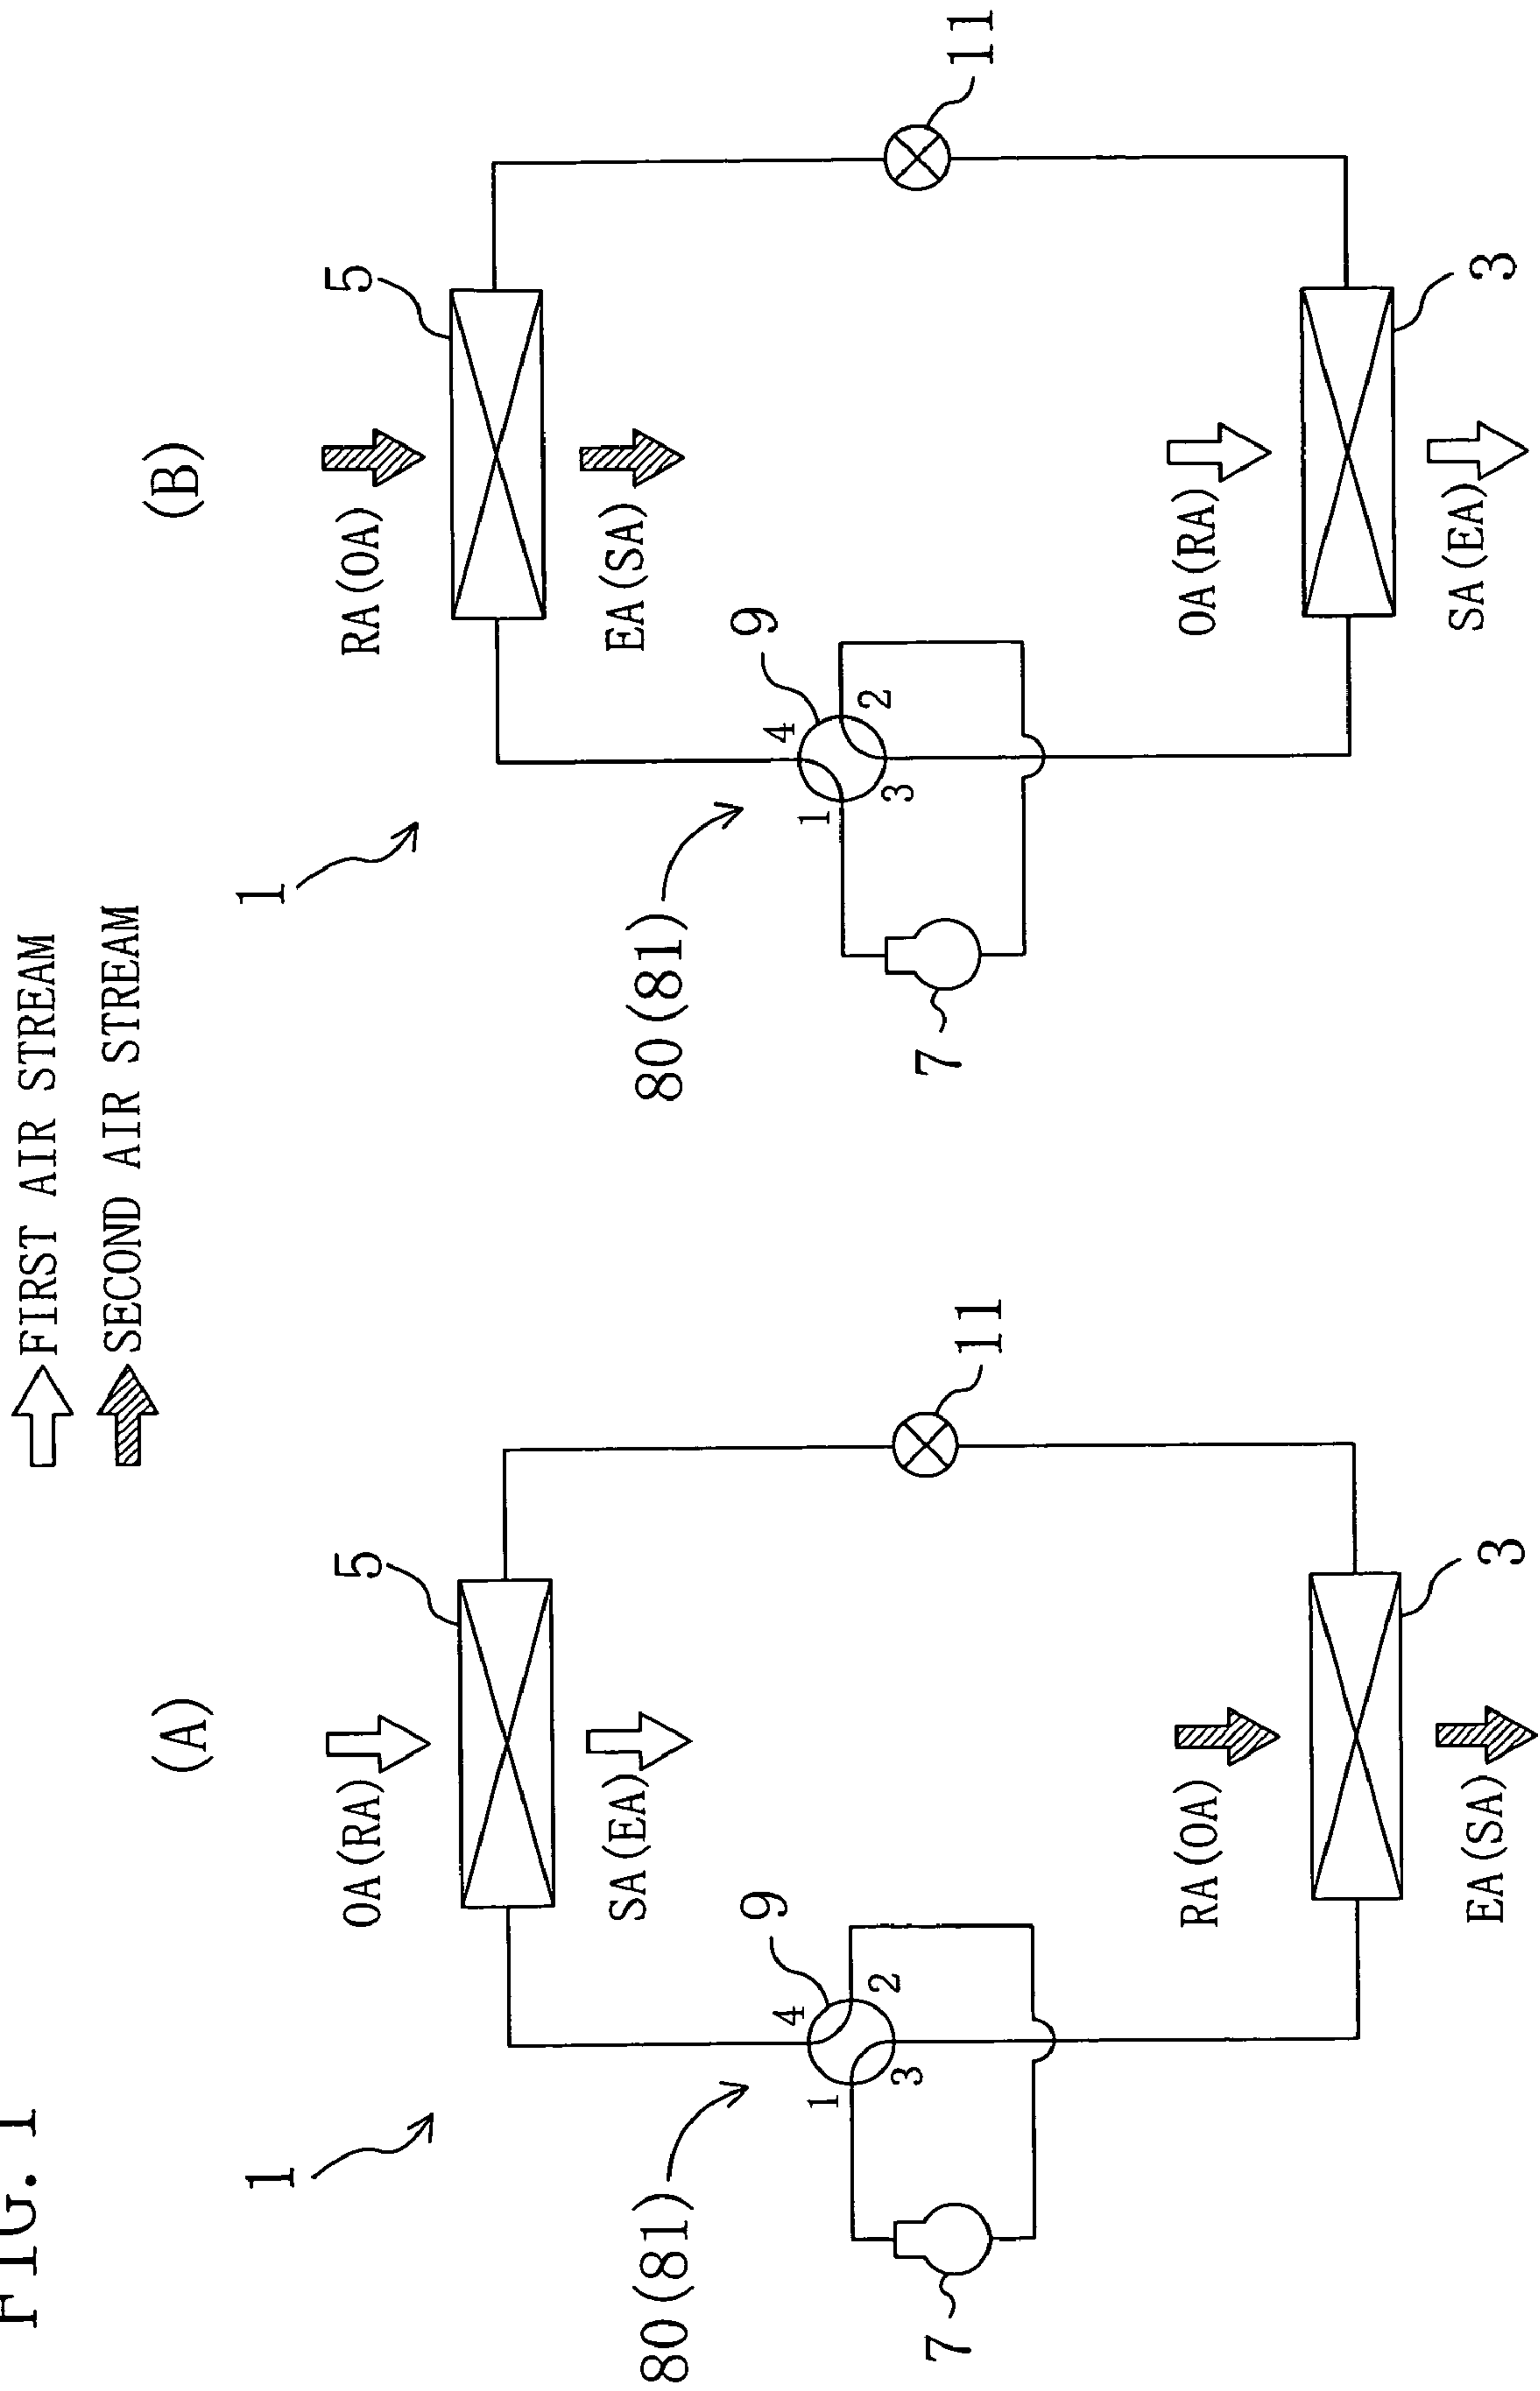 FIG. 1
FIRST AIR STREAM
SECOND AIR STREAM
(A)
1
OA(RA)
5
SA(EA)
80(81)
9
4
1
2
3
7
11
RA(OA)
3
EA(SA)
(B)
1
RA(OA)
5
EA(SA)
80(81)
9
4
1
2
3
7
11
OA(RA)
3
SA(EA)